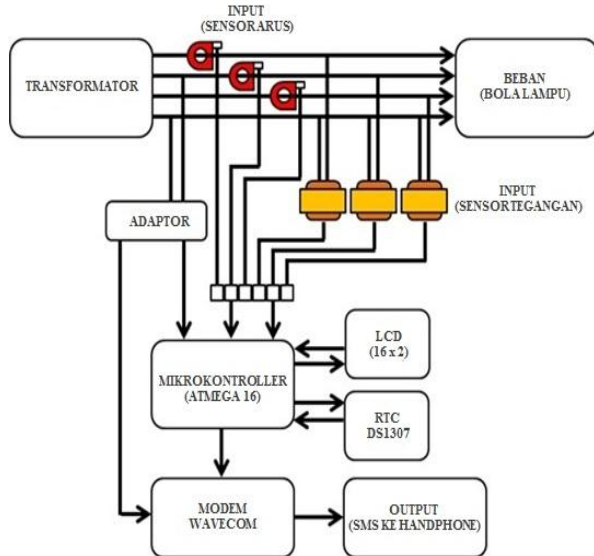 INPUT
(SENSORARUS)
TRANSFORMATOR
BEBAN
(BOLA LAMPU)
INPUT
(SENSORTEGANGAN)
ADAPTOR
MIKROKONTROLLER
(ATMEGA 16)
LCD
(16 x 2)
RTC
DS1307
MODEM
WAVECOM
OUTPUT
(SMS KE HANDPHONE)